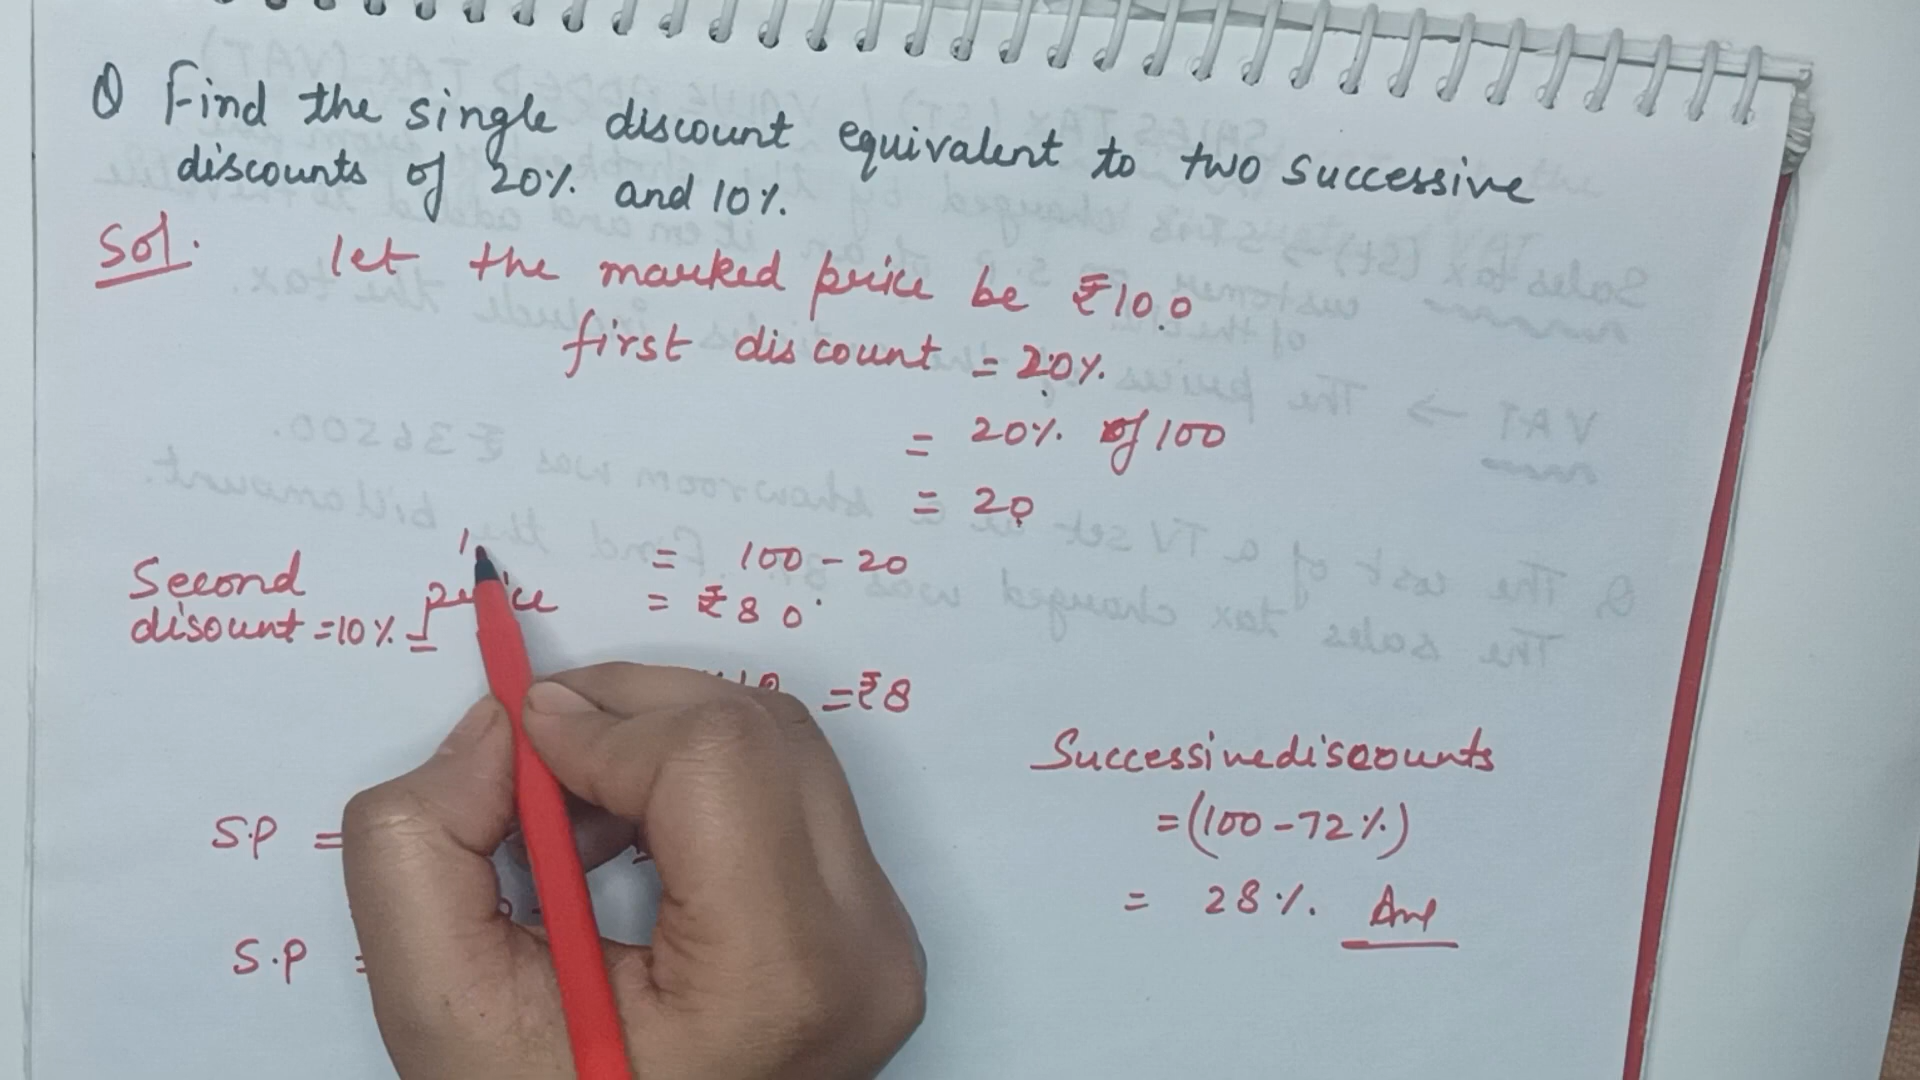 Q Find the single discount equivalent to two successive
discounts of 20% and 10%.
Sol. let the marked price be ₹100
first discount = 20%.
= 20% of 100
= 20
= 100 - 20
price = ₹80
Second
disount = 10%
10 = ₹8
S.P =
S.P =
Successive discounts
= (100 - 72%)
= 28%. Ans